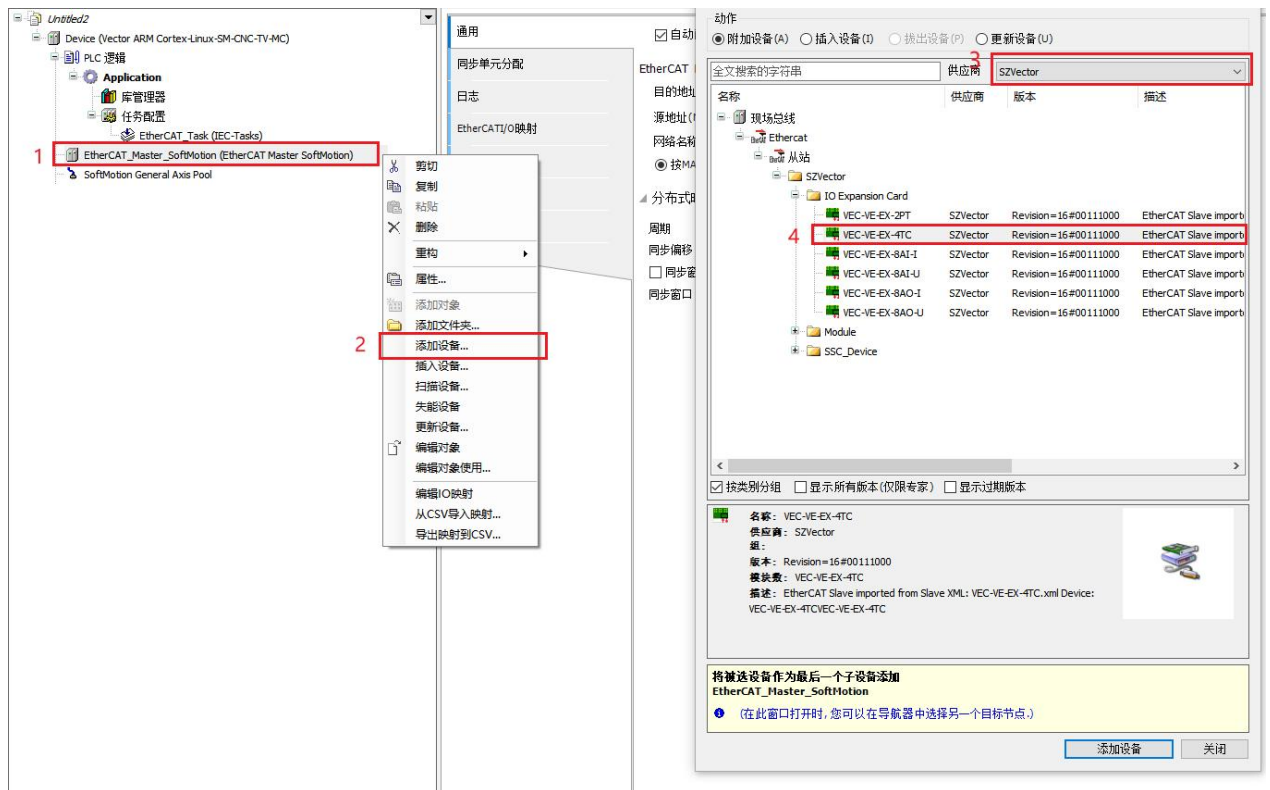 Untitled2
Device (Vector ARM Cortex-Linux-SM-CNC-TV-MC)
PLC 逻辑
Application
库管理器
任务配置
EtherCAT_Task (IEC-Tasks)
1
EtherCAT_Master_SoftMotion (EtherCAT Master SoftMotion)
SoftMotion General Axis Pool
剪切
复制
粘贴
删除
重构
属性...
添加对象
添加文件夹...
2
添加设备...
插入设备...
扫描设备...
失能设备
更新设备...
编辑对象
编辑对象使用...
编辑IO映射
从CSV导入映射...
导出映射到CSV...
通用
同步单元分配
日志
EtherCATI/O映射
自动
EtherCAT
目的地址
源地址(
网络名称
按MA
分布式时
周期
同步偏移
同步窗
同步窗口
动作
附加设备(A) 插入设备(I) 拔出设备(P) 更新设备(U)
3
全文搜索的字符串 供应商 SZVector
名称 供应商 版本 描述
现场总线
Ethercat
从站
SZVector
IO Expansion Card
VEC-VE-EX-2PT SZVector Revision=16#00111000 EtherCAT Slave importe
4
VEC-VE-EX-4TC SZVector Revision=16#00111000 EtherCAT Slave importe
VEC-VE-EX-8AI-I SZVector Revision=16#00111000 EtherCAT Slave importe
VEC-VE-EX-8AI-U SZVector Revision=16#00111000 EtherCAT Slave importe
VEC-VE-EX-8AO-I SZVector Revision=16#00111000 EtherCAT Slave importe
VEC-VE-EX-8AO-U SZVector Revision=16#00111000 EtherCAT Slave importe
Module
SSC_Device
按类别分组 显示所有版本(仅限专家) 显示过期版本
名称: VEC-VE-EX-4TC
供应商: SZVector
组:
版本: Revision=16#00111000
模块数: VEC-VE-EX-4TC
描述: EtherCAT Slave imported from Slave XML: VEC-VE-EX-4TC.xml Device:
VEC-VE-EX-4TCVEC-VE-EX-4TC
将被选设备作为最后一个子设备添加
EtherCAT_Master_SoftMotion
(在此窗口打开时,您可以在导航器中选择另一个目标节点.)
添加设备 关闭